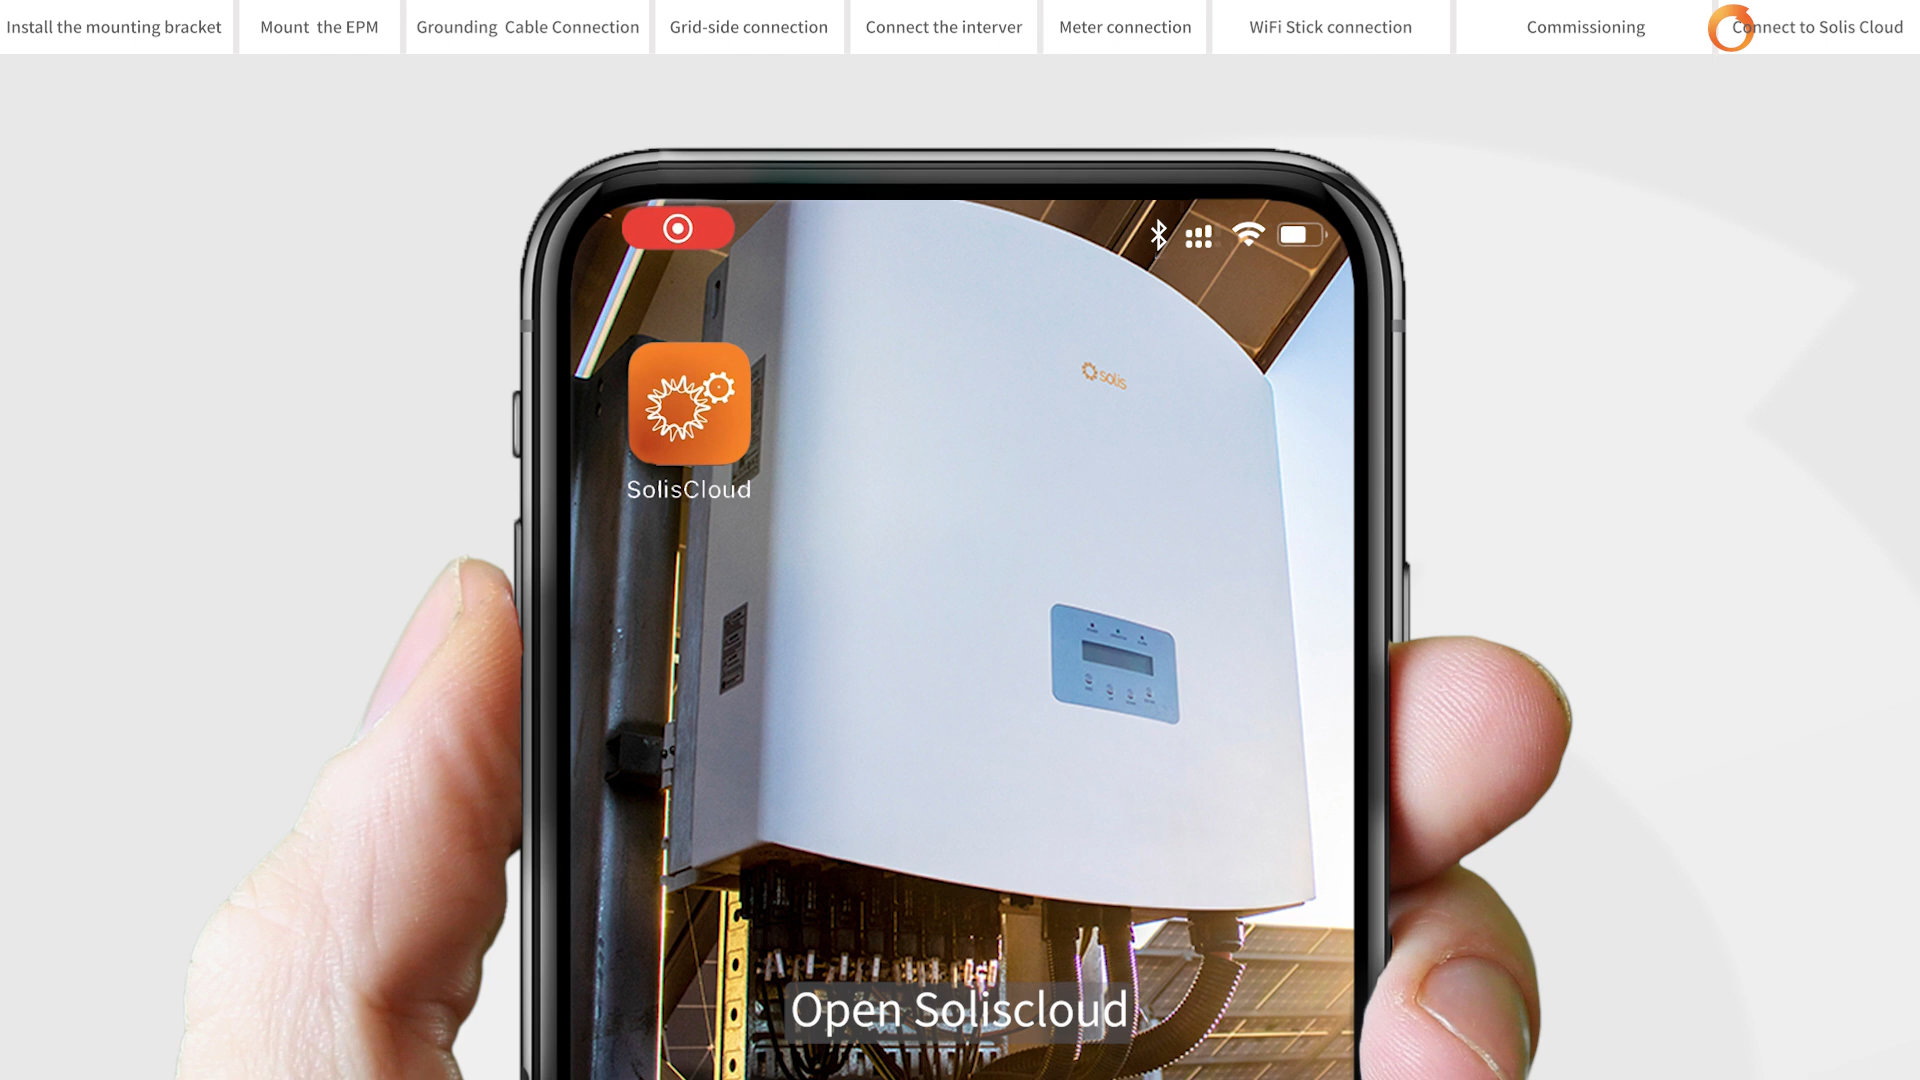 Install the mounting bracket
Mount the EPM
Grounding Cable Connection
Grid-side connection
Connect the interver
Meter connection
WiFi Stick connection
Commissioning
Connect to Solis Cloud
solis
SolisCloud
Open Soliscloud